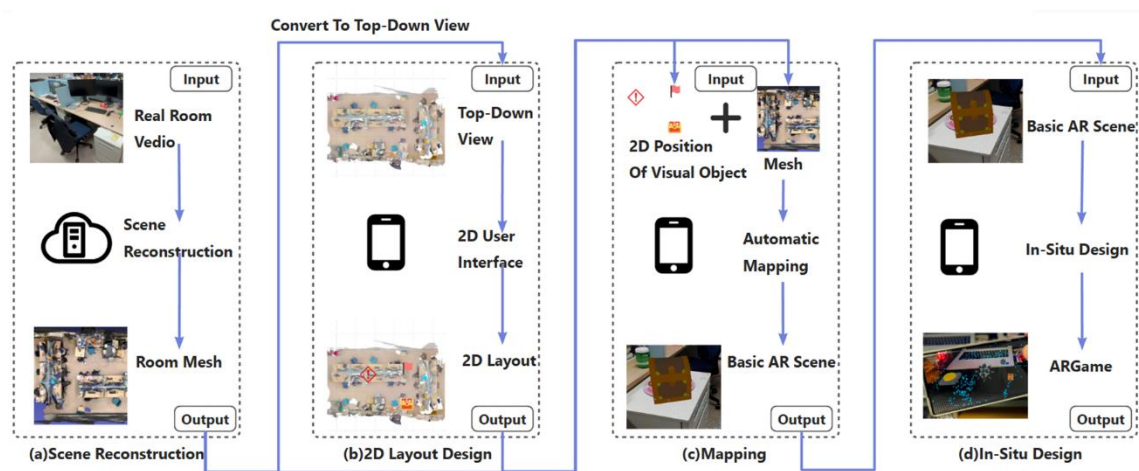 Convert To Top-Down View
Input
Real Room
Vedio
Scene
Reconstruction
Room Mesh
Output
(a)Scene Reconstruction
Input
Top-Down
View
2D User
Interface
2D Layout
Output
(b)2D Layout Design
Input
2D Position
Of Visual Object
Mesh
Automatic
Mapping
Basic AR Scene
Output
(c)Mapping
Input
Basic AR Scene
In-Situ Design
ARGame
Output
(d)In-Situ Design